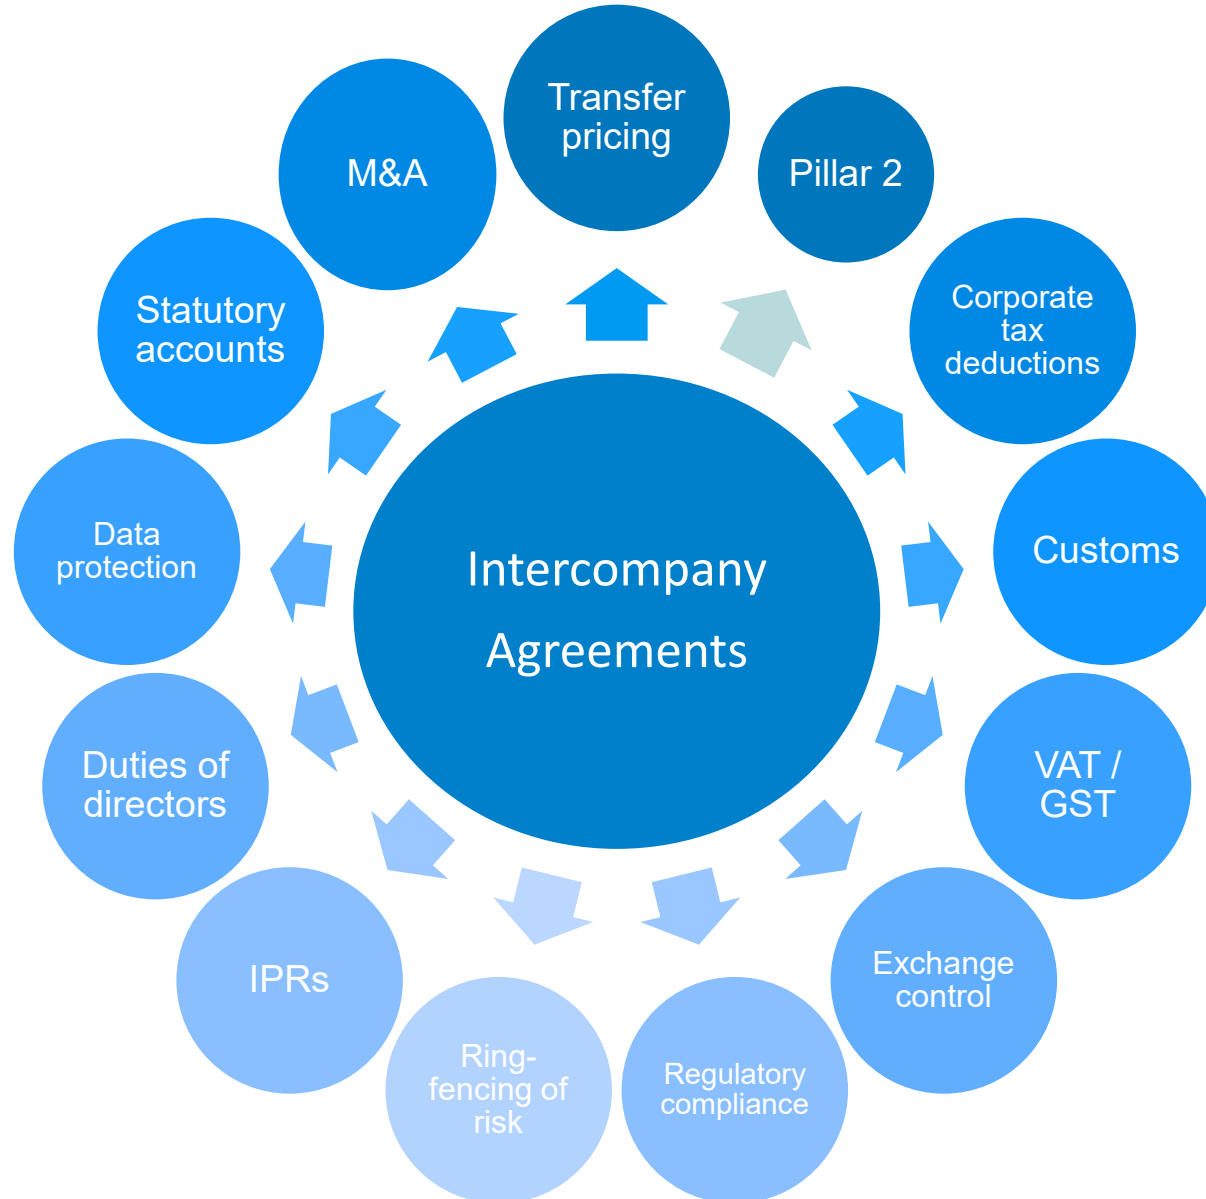 Transfer
pricing
Pillar 2
Corporate
tax
deductions
Customs
VAT /
GST
Exchange
control
Regulatory
compliance
Ring-
fencing of
risk
IPRs
Duties of
directors
Data
protection
Statutory
accounts
M&A
Intercompany
Agreements